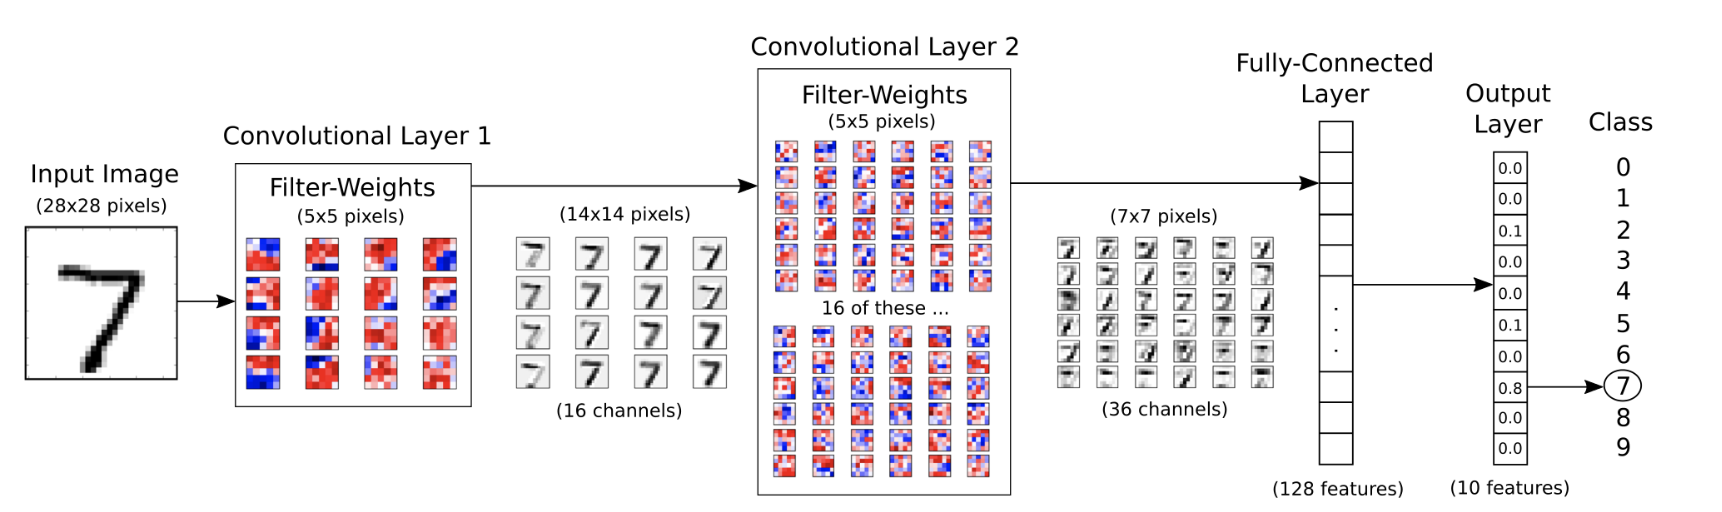 Input Image
(28x28 pixels)
Convolutional Layer 1
Filter-Weights
(5x5 pixels)
(14x14 pixels)
(16 channels)
Convolutional Layer 2
Filter-Weights
(5x5 pixels)
16 of these ...
(7x7 pixels)
(36 channels)
Fully-Connected
Layer
.
.
.
(128 features)
Output
Layer
0.0
0.0
0.1
0.0
0.0
0.1
0.0
0.8
0.0
0.0
(10 features)
Class
0
1
2
3
4
5
6
7
8
9